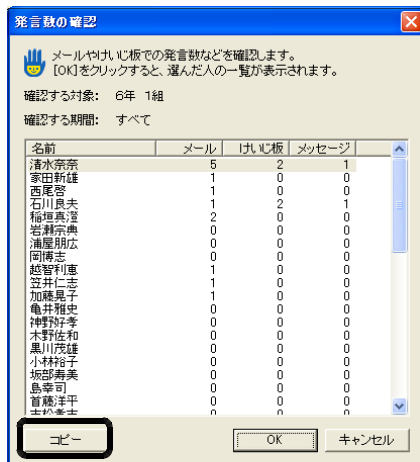 発言数の確認
メールやけいじ板での発言数などを確認します。
[OK]をクリックすると、選んだ人の一覧が表示されます。
確認する対象: 6年 1組
確認する期間: すべて
名前 メール けいじ板 メッセージ
清水奈奈 5 2 1
家田新雄 1 0 0
西尾啓 1 0 0
石川良夫 1 2 1
稲垣真澄 2 0 0
岩瀬宗典 0 0 0
浦屋朋広 0 0 0
岡博志 0 0 0
越智利恵 1 0 0
笠井仁志 1 0 0
加藤晃子 1 0 0
亀井雅史 0 0 0
神野好孝 0 0 0
木野佐和 0 0 0
黒川茂雄 0 0 0
小林裕子 0 0 0
坂部寿美 0 0 0
島幸司 0 0 0
首藤洋平 0 0 0
コピー OK キャンセル